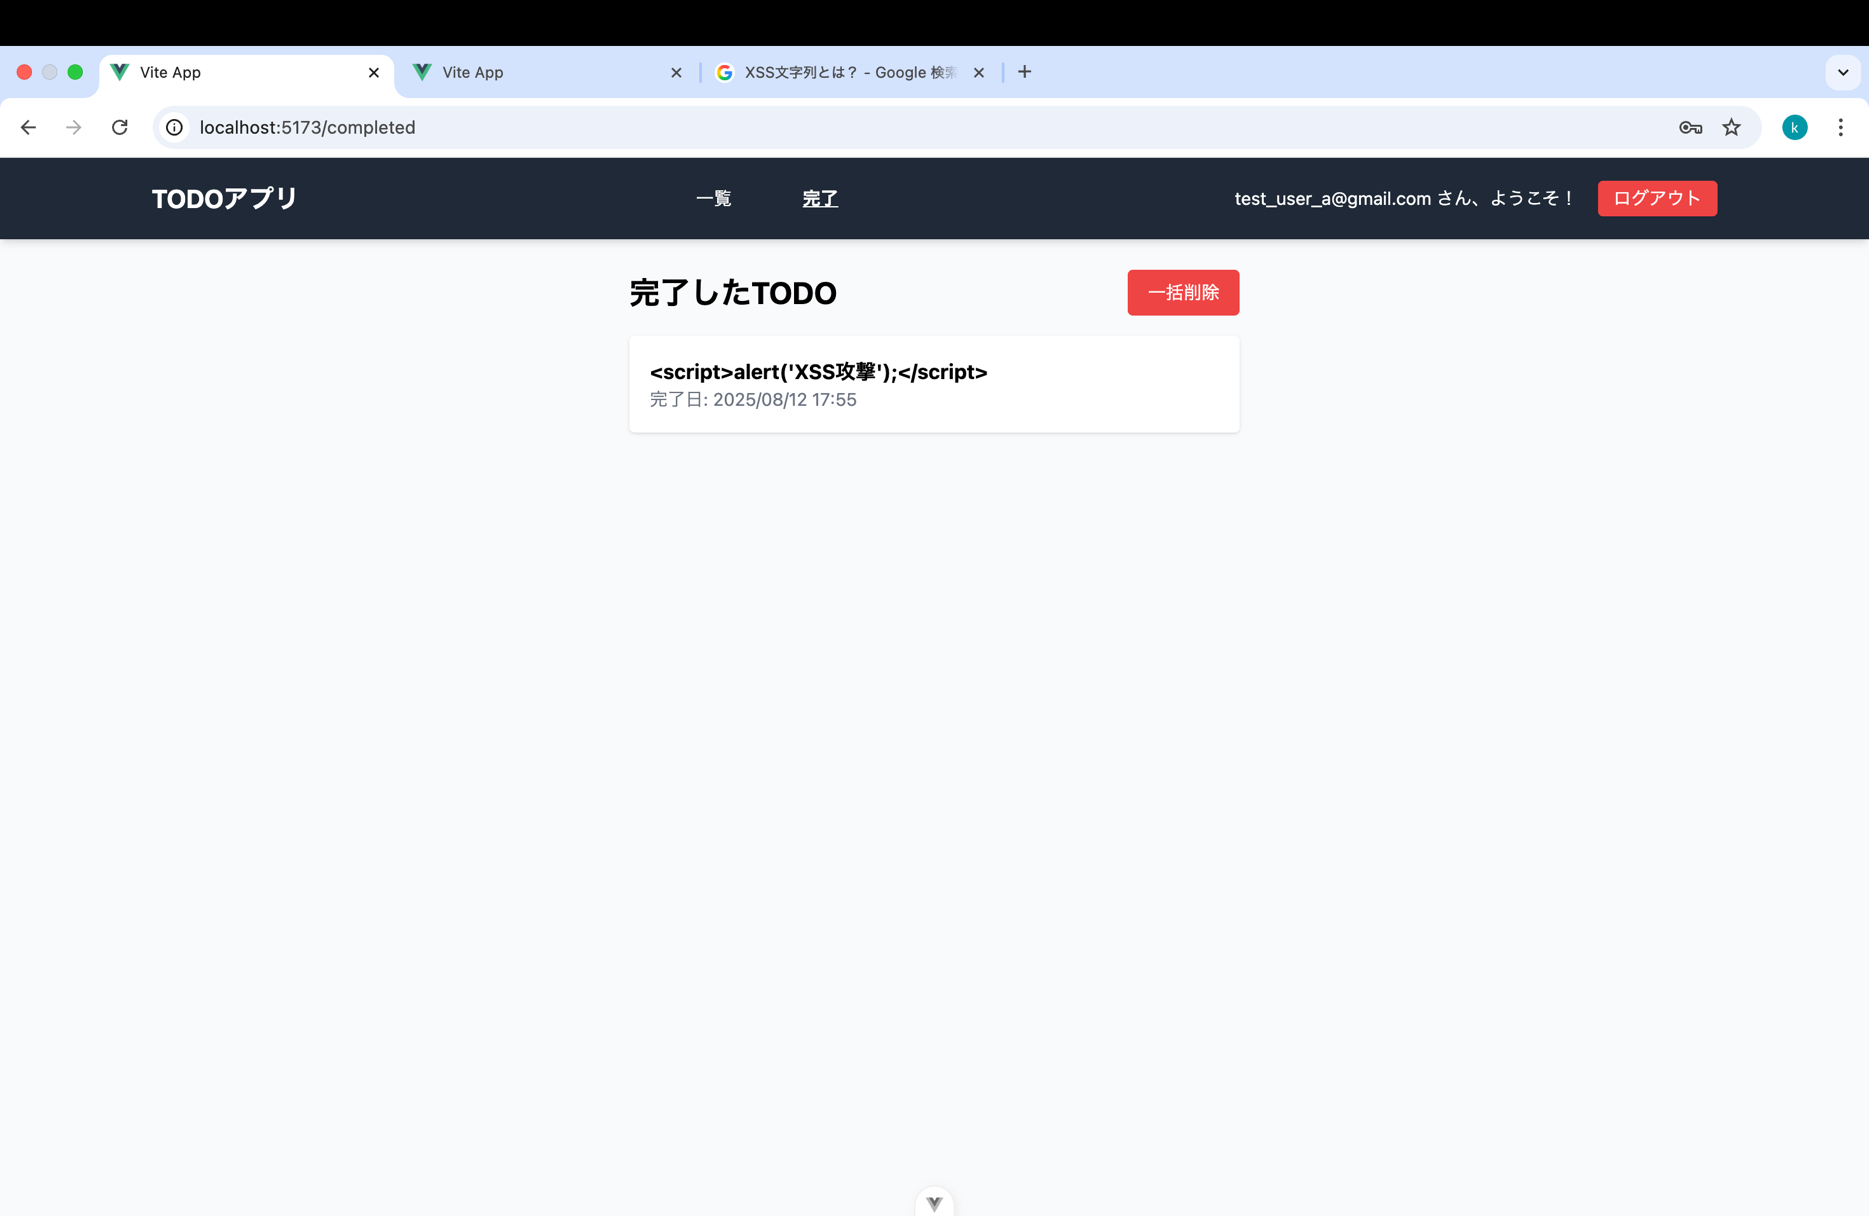 Vite App
Vite App
XSS文字列とは？ - Google 検索
localhost:5173/completed
k
TODOアプリ
一覧
完了
test_user_a@gmail.com さん、ようこそ！
ログアウト
完了したTODO
一括削除
<script>alert('XSS攻撃');</script>
完了日: 2025/08/12 17:55